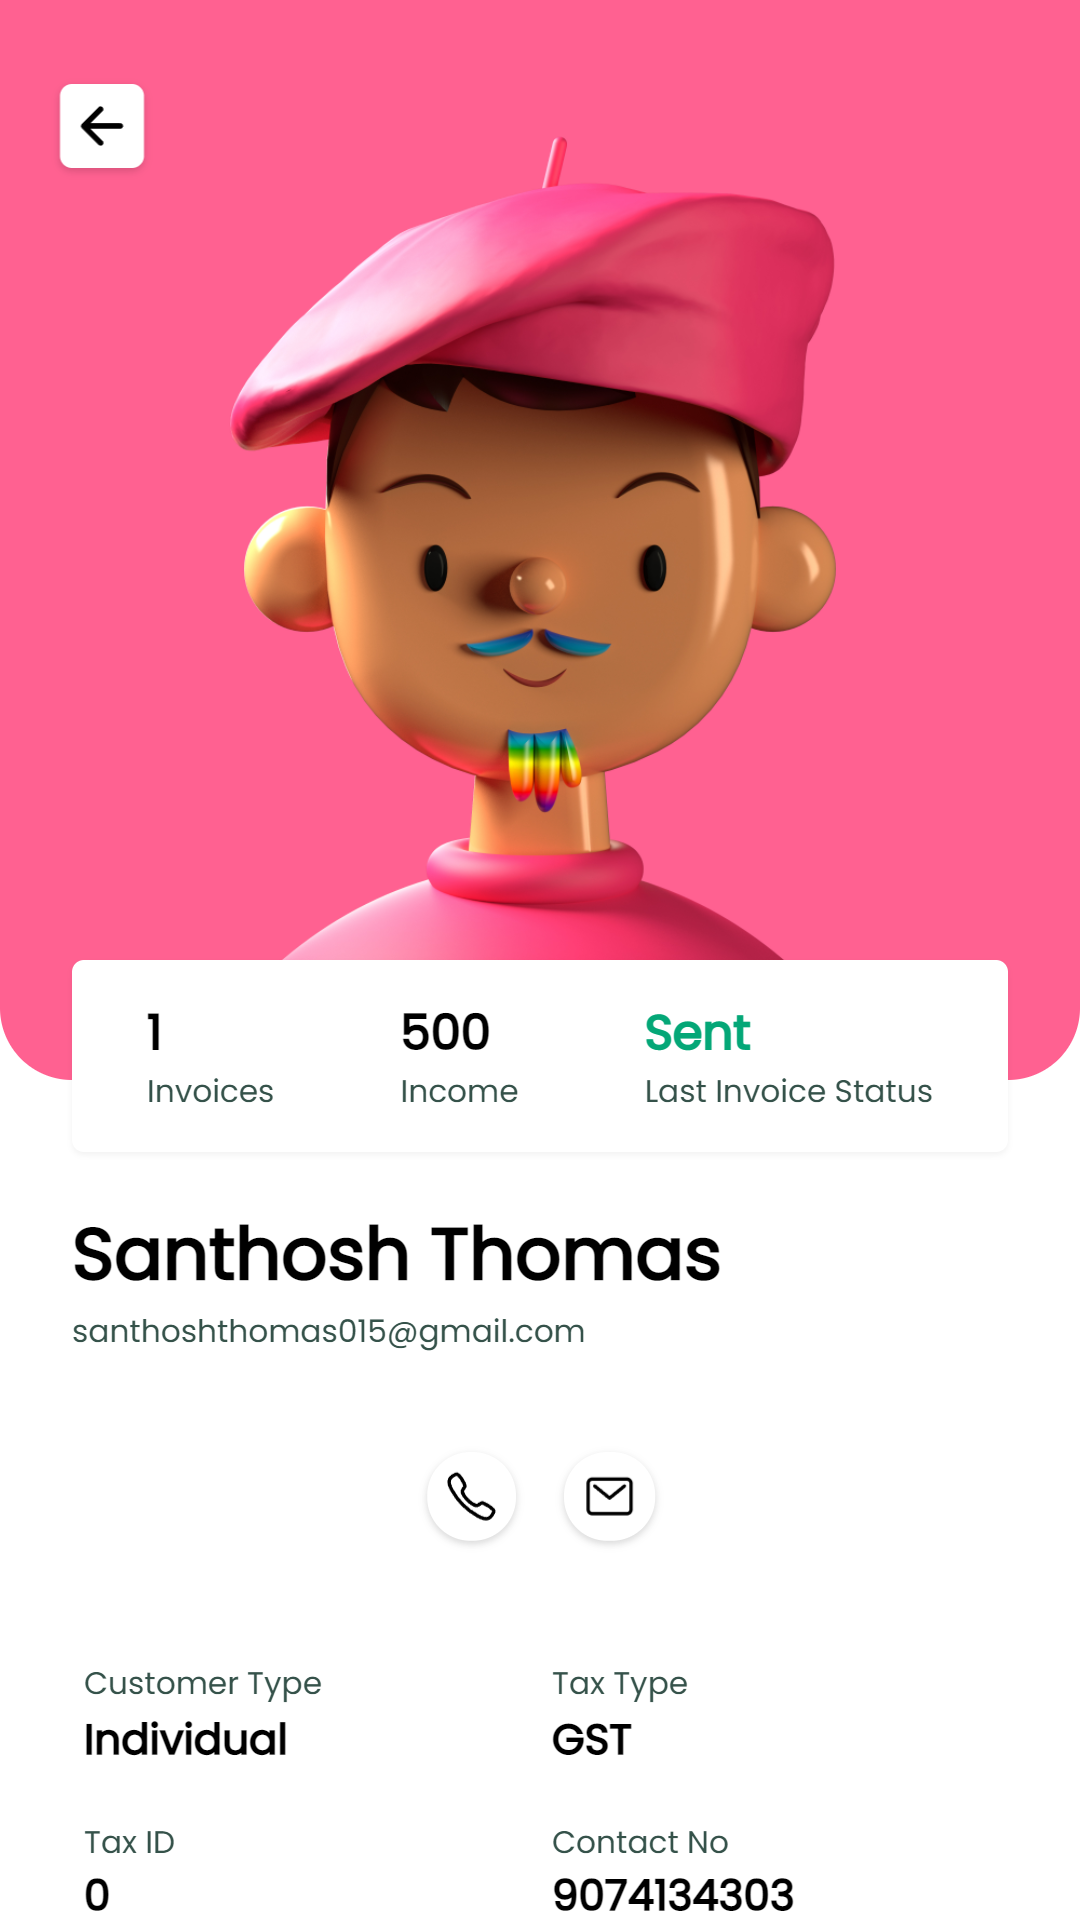 1 500 Sent
Invoices Income Last Invoice Status
Santhosh Thomas
santhoshthomas015@gmail.com
Customer Type Tax Type
Individual GST
Tax ID Contact No
0 9074134303